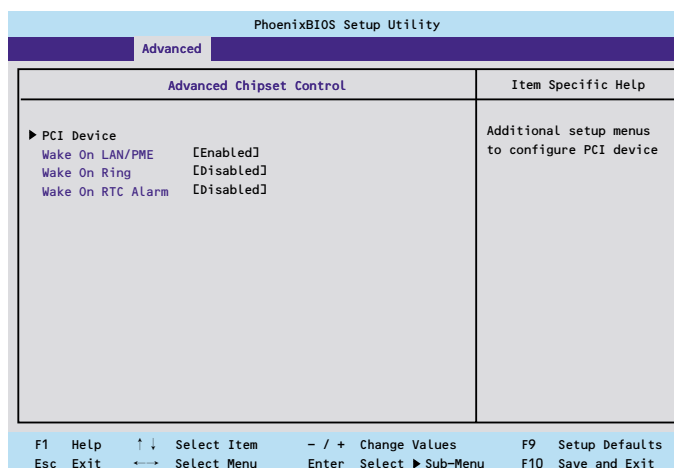 PhoenixBIOS Setup Utility
Advanced
Advanced Chipset Control
Item Specific Help
▶ PCI Device
Wake On LAN/PME [Enabled]
Wake On Ring [Disabled]
Wake On RTC Alarm [Disabled]
Additional setup menus
to configure PCI device
F1 Help ↑↓ Select Item - / + Change Values F9 Setup Defaults
Esc Exit ←→ Select Menu Enter Select ▶ Sub-Menu F10 Save and Exit